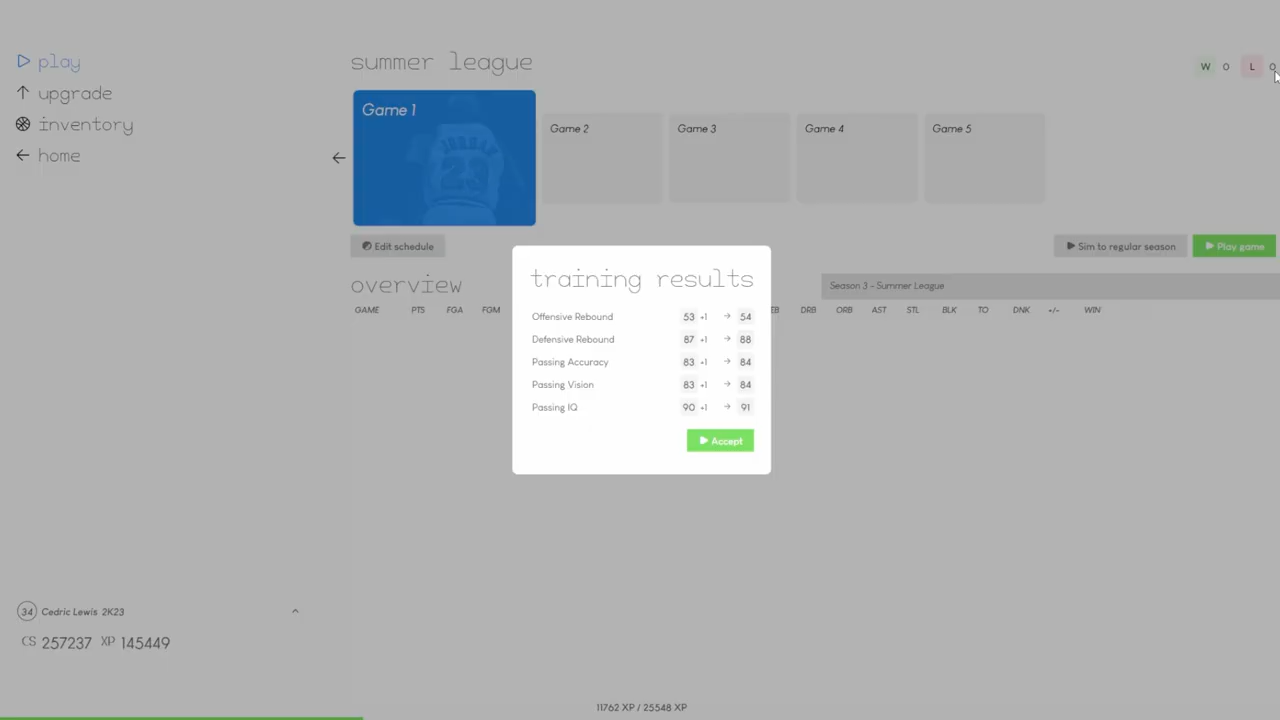 play
upgrade
inventory
home
summer league
W 0 L 0
Game 1
JORDAN
23
Game 2
Game 3
Game 4
Game 5
Edit schedule
Sim to regular season
Play game
overview
Season 3 - Summer League
GAME PTS FGA FGM EB DRB ORB AST STL BLK TO DNK +/- WIN
training results
Offensive Rebound 53 +1 → 54
Defensive Rebound 87 +1 → 88
Passing Accuracy 83 +1 → 84
Passing Vision 83 +1 → 84
Passing IQ 90 +1 → 91
Accept
34 Cedric Lewis 2K23
CS 257237 XP 145449
11762 XP / 25548 XP